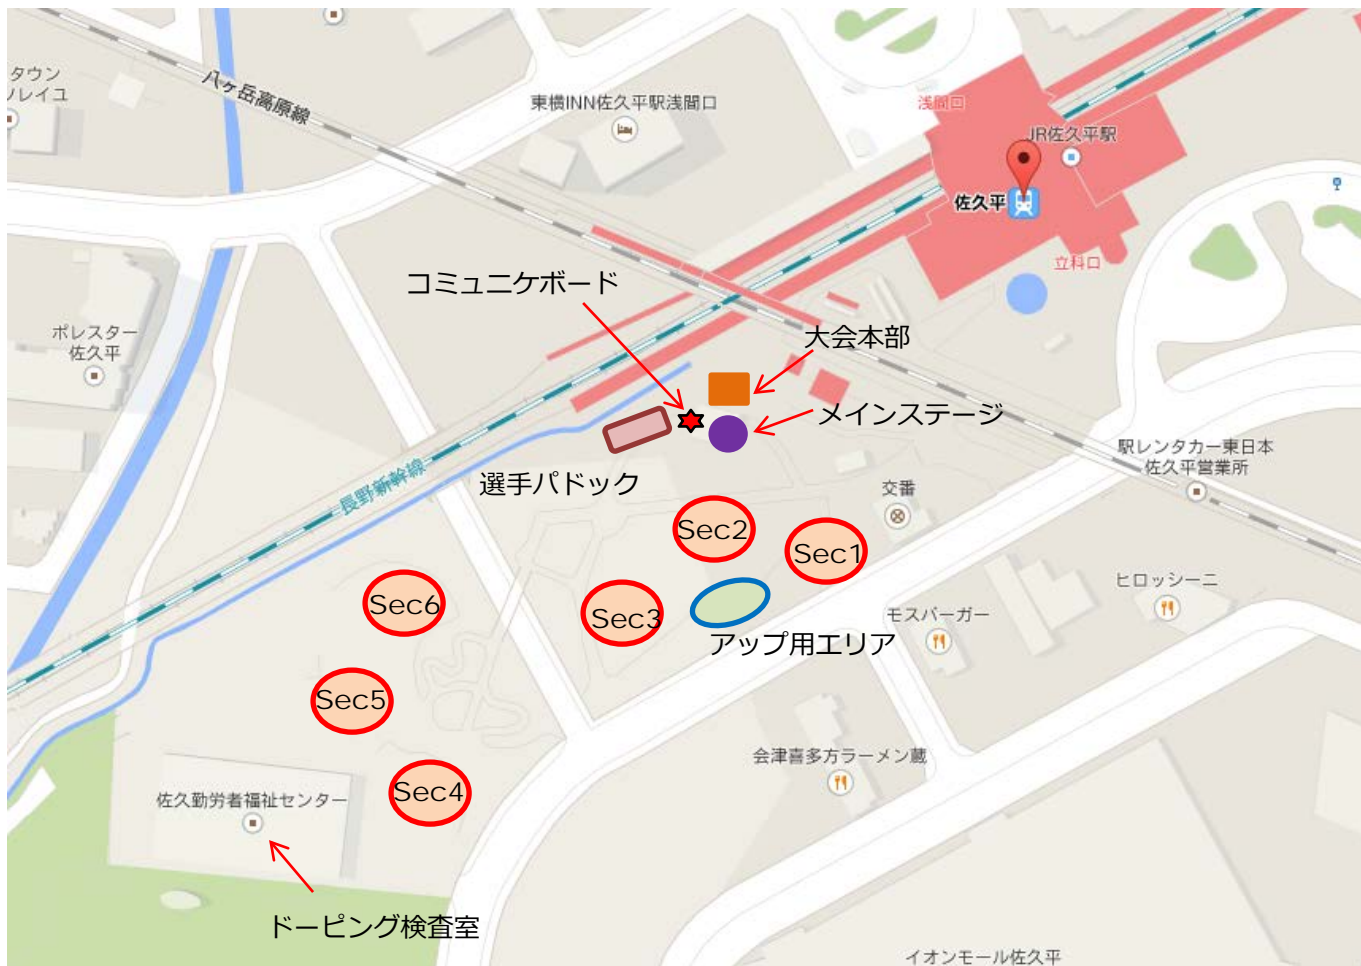 タウン
ソレイユ
八ヶ岳高原線
東横INN佐久平駅浅間口
浅間口
JR佐久平駅
佐久平
立科口
コミュニケボード
ポレスター
佐久平
大会本部
メインステージ
駅レンタカー東日本
佐久平営業所
長野新幹線
選手パドック
交番
Sec2
Sec1
Sec6
Sec3
ヒロッシーニ
モスバーガー
アップ用エリア
Sec5
会津喜多方ラーメン蔵
佐久勤労者福祉センター
Sec4
ドーピング検査室
イオンモール佐久平